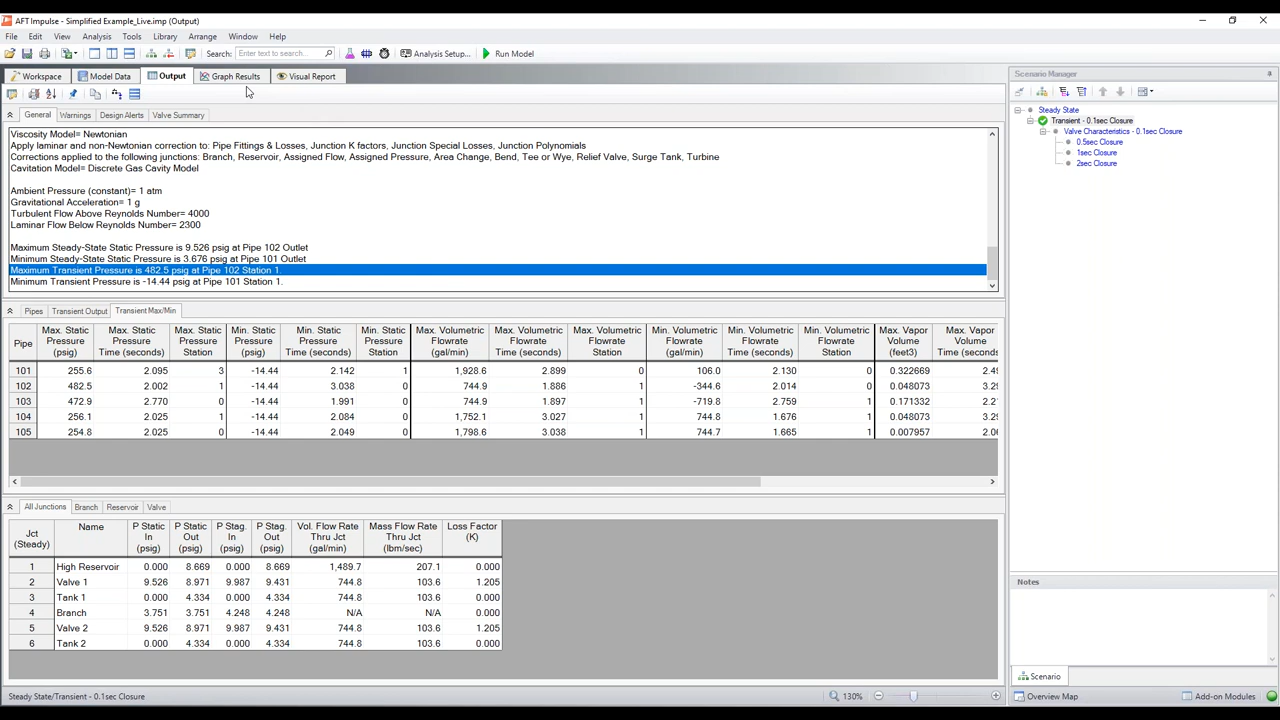 AFT Impulse - Simplified Example_Live.imp (Output)
File Edit View Analysis Tools Library Arrange Window Help
Search: Enter text to search... Analysis Setup... Run Model
Workspace Model Data Output Graph Results Visual Report
General Warnings Design Alerts Valve Summary
Viscosity Model= Newtonian
Apply laminar and non-Newtonian correction to: Pipe Fittings & Losses, Junction K factors, Junction Special Losses, Junction Polynomials
Corrections applied to the following junctions: Branch, Reservoir, Assigned Flow, Assigned Pressure, Area Change, Bend, Tee or Wye, Relief Valve, Surge Tank, Turbine
Cavitation Model= Discrete Gas Cavity Model
Ambient Pressure (constant)= 1 atm
Gravitational Acceleration= 1 g
Turbulent Flow Above Reynolds Number= 4000
Laminar Flow Below Reynolds Number= 2300
Maximum Steady-State Static Pressure is 9.526 psig at Pipe 102 Outlet
Minimum Steady-State Static Pressure is 3.676 psig at Pipe 101 Outlet
Maximum Transient Pressure is 482.5 psig at Pipe 102 Station 1.
Minimum Transient Pressure is -14.44 psig at Pipe 101 Station 1.
Pipes Transient Output Transient Max/Min
Max. Static Max. Static Max. Static Min. Static Min. Static Min. Static Max. Volumetric Max. Volumetric Max. Volumetric Min. Volumetric Min. Volumetric Min. Volumetric Max. Vapor Max. Vapor
Pipe Pressure Pressure Pressure Pressure Pressure Pressure Flowrate Flowrate Flowrate Flowrate Flowrate Flowrate Volume Volume
(psig) Time (seconds) Station (psig) Time (seconds) Station (gal/min) Time (seconds) Station (gal/min) Time (seconds) Station (feet3) Time (seconds
101 255.6 2.095 3 -14.44 2.142 1 1,928.6 2.899 0 106.0 2.130 0 0.322669 2.49
102 482.5 2.002 1 -14.44 3.038 0 744.9 1.886 1 -344.6 2.014 0 0.048073 3.29
103 472.9 2.770 0 -14.44 1.991 0 744.9 1.897 1 -719.8 2.759 1 0.171332 2.21
104 256.1 2.025 1 -14.44 2.084 0 1,752.1 3.027 1 744.8 1.676 1 0.048073 3.29
105 254.8 2.025 0 -14.44 2.049 0 1,798.6 3.038 1 744.7 1.665 1 0.007957 2.06
All Junctions Branch Reservoir Valve
Jct Name P Static P Static P Stag. P Stag. Vol. Flow Rate Mass Flow Rate Loss Factor
(Steady) In Out In Out Thru Jct Thru Jct (K)
(psig) (psig) (psig) (psig) (gal/min) (lbm/sec)
1 High Reservoir 0.000 8.669 0.000 8.669 1,489.7 207.1 0.000
2 Valve 1 9.526 8.971 9.987 9.431 744.8 103.6 1.205
3 Tank 1 0.000 4.334 0.000 4.334 744.8 103.6 0.000
4 Branch 3.751 3.751 4.248 4.248 N/A N/A 0.000
5 Valve 2 9.526 8.971 9.987 9.431 744.8 103.6 1.205
6 Tank 2 0.000 4.334 0.000 4.334 744.8 103.6 0.000
Steady State/Transient - 0.1sec Closure
130%
Scenario Manager
Steady State
Transient - 0.1sec Closure
Valve Characteristics - 0.1sec Closure
0.5sec Closure
1sec Closure
2sec Closure
Notes
Scenario
Overview Map Add-on Modules